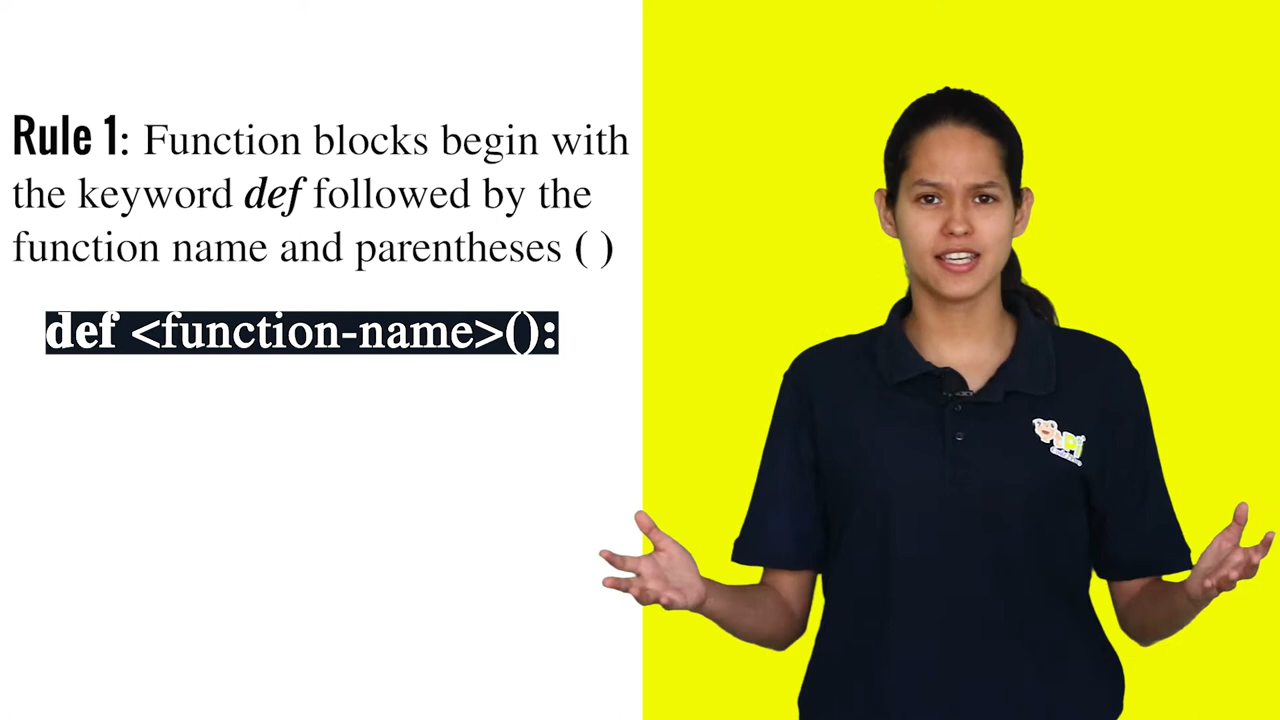 Rule 1: Function blocks begin with
the keyword def followed by the
function name and parentheses ( )
def <function-name>():